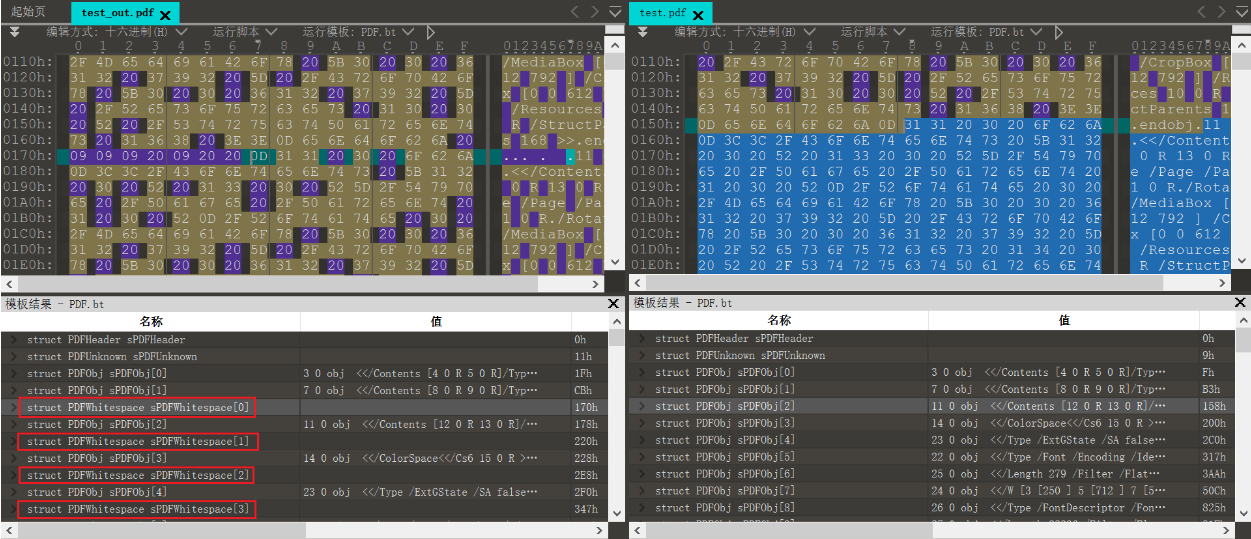 起始页
test_out.pdf
编辑方式: 十六进制(H)
运行脚本
运行模板: PDF.bt
0 1 2 3 4 5 6 7 8 9 A B C D E F 0123456789A
0110h: 2F 4D 65 64 69 61 42 6F 78 20 5B 30 20 30 20 36 /MediaBox [
0120h: 31 32 20 37 39 32 20 5D 20 2F 43 72 6F 70 42 6F 12 792 ] /C
0130h: 78 20 5B 30 20 30 20 36 31 32 20 37 39 32 20 5D x [0 0 612
0140h: 20 2F 52 65 73 6F 75 72 63 65 73 20 31 30 20 30 /Resources
0150h: 20 52 20 2F 53 74 72 75 63 74 50 61 72 65 6E 74 R /StructP
0160h: 73 20 31 36 38 20 3E 3E 0D 65 6E 64 6F 62 6A 20 s 168 >>.en
0170h: 09 09 09 20 09 20 20 0D 31 31 20 30 20 6F 62 6A ... .  .11
0180h: 0D 3C 3C 2F 43 6F 6E 74 65 6E 74 73 20 5B 31 32 .<</Content
0190h: 20 30 20 52 20 31 33 20 30 20 52 5D 2F 54 79 70 0 R 13 0 R
01A0h: 65 20 2F 50 61 67 65 20 2F 50 61 72 65 6E 74 20 e /Page /Pa
01B0h: 31 20 30 20 52 0D 2F 52 6F 74 61 74 65 20 30 20 1 0 R./Rota
01C0h: 2F 4D 65 64 69 61 42 6F 78 20 5B 30 20 30 20 36 /MediaBox [
01D0h: 31 32 20 37 39 32 20 5D 20 2F 43 72 6F 70 42 6F 12 792 ] /C
01E0h: 78 20 5B 30 20 30 20 36 31 32 20 37 39 32 20 5D x [0 0 612
模板结果 - PDF.bt
名称 值
struct PDFHeader sPDFHeader 0h
struct PDFUnknown sPDFUnknown 11h
struct PDFObj sPDFObj[0] 3 0 obj <</Contents [4 0 R 5 0 R]/Typ… 1Fh
struct PDFObj sPDFObj[1] 7 0 obj <</Contents [8 0 R 9 0 R]/Typ… CBh
struct PDFWhitespace sPDFWhitespace[0] 170h
struct PDFObj sPDFObj[2] 11 0 obj <</Contents [12 0 R 13 0 R]/… 178h
struct PDFWhitespace sPDFWhitespace[1] 220h
struct PDFObj sPDFObj[3] 14 0 obj <</ColorSpace<</Cs6 15 0 R >… 228h
struct PDFWhitespace sPDFWhitespace[2] 2E8h
struct PDFObj sPDFObj[4] 23 0 obj <</Type /ExtGState /SA false… 2F0h
struct PDFWhitespace sPDFWhitespace[3] 347h
test.pdf
编辑方式: 十六进制(H)
运行脚本
运行模板: PDF.bt
0 1 2 3 4 5 6 7 8 9 A B C D E F 0123456789A
0110h: 20 2F 43 72 6F 70 42 6F 78 20 5B 30 20 30 20 36 /CropBox [
0120h: 31 32 20 37 39 32 20 5D 20 2F 52 65 73 6F 75 72 12 792 ] /R
0130h: 63 65 73 20 31 30 20 30 20 52 20 2F 53 74 72 75 ces 10 0 R
0140h: 63 74 50 61 72 65 6E 74 73 20 31 36 38 20 3E 3E ctParents 1
0150h: 0D 65 6E 64 6F 62 6A 0D 31 31 20 30 20 6F 62 6A .endobj.11
0160h: 0D 3C 3C 2F 43 6F 6E 74 65 6E 74 73 20 5B 31 32 .<</Content
0170h: 20 30 20 52 20 31 33 20 30 20 52 5D 2F 54 79 70 0 R 13 0 R
0180h: 65 20 2F 50 61 67 65 20 2F 50 61 72 65 6E 74 20 e /Page /Pa
0190h: 31 20 30 20 52 0D 2F 52 6F 74 61 74 65 20 30 20 1 0 R./Rota
01A0h: 2F 4D 65 64 69 61 42 6F 78 20 5B 30 20 30 20 36 /MediaBox [
01B0h: 31 32 20 37 39 32 20 5D 20 2F 43 72 6F 70 42 6F 12 792 ] /C
01C0h: 78 20 5B 30 20 30 20 36 31 32 20 37 39 32 20 5D x [0 0 612
01D0h: 20 2F 52 65 73 6F 75 72 63 65 73 20 31 34 20 30 /Resources
01E0h: 20 52 20 2F 53 74 72 75 63 74 50 61 72 65 6E 74 R /StructP
模板结果 - PDF.bt
名称 值
struct PDFHeader sPDFHeader 0h
struct PDFUnknown sPDFUnknown 9h
struct PDFObj sPDFObj[0] 3 0 obj <</Contents [4 0 R 5 0 R]/Typ… Fh
struct PDFObj sPDFObj[1] 7 0 obj <</Contents [8 0 R 9 0 R]/Typ… B3h
struct PDFObj sPDFObj[2] 11 0 obj <</Contents [12 0 R 13 0 R]/… 158h
struct PDFObj sPDFObj[3] 14 0 obj <</ColorSpace<</Cs6 15 0 R >… 200h
struct PDFObj sPDFObj[4] 23 0 obj <</Type /ExtGState /SA false… 2C0h
struct PDFObj sPDFObj[5] 22 0 obj <</Type /Font /Encoding /Ide… 317h
struct PDFObj sPDFObj[6] 25 0 obj <</Length 279 /Filter /Flat… 3AAh
struct PDFObj sPDFObj[7] 24 0 obj <</W [3 [250 ] 5 [712 ] 7 [5… 50Ch
struct PDFObj sPDFObj[8] 26 0 obj <</Type /FontDescriptor /Fon… 825h